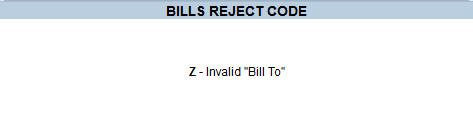 BILLS REJECT CODE
Z - Invalid "Bill To"